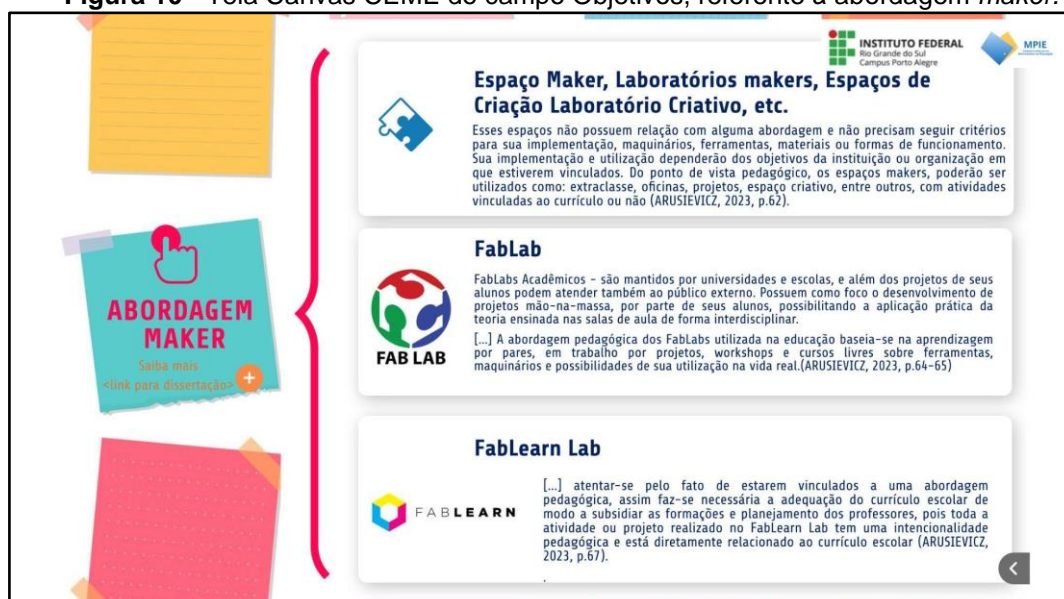 Figura 10 - Tela Canvas CEME do campo Objetivos, referente à abordagem maker.
INSTITUTO FEDERAL
Rio Grande do Sul
Campus Porto Alegre
MPIE
Espaço Maker, Laboratórios makers, Espaços de
Criação Laboratório Criativo, etc.
Esses espaços não possuem relação com alguma abordagem e não precisam seguir critérios
para sua implementação, maquinários, ferramentas, materiais ou formas de funcionamento.
Sua implementação e utilização dependerão dos objetivos da instituição ou organização em
que estiverem vinculados. Do ponto de vista pedagógico, os espaços makers, poderão ser
utilizados como: extraclasse, oficinas, projetos, espaço criativo, entre outros, com atividades
vinculadas ao currículo ou não (ARUSIEVICZ, 2023, p.62).
ABORDAGEM
MAKER
Saiba mais
<link para dissertação>
+
FabLab
FAB LAB
FabLabs Acadêmicos - são mantidos por universidades e escolas, e além dos projetos de seus
alunos podem atender também ao público externo. Possuem como foco o desenvolvimento de
projetos mão-na-massa, por parte de seus alunos, possibilitando a aplicação prática da
teoria ensinada nas salas de aula de forma interdisciplinar.
[...] A abordagem pedagógica dos FabLabs utilizada na educação baseia-se na aprendizagem
por pares, em trabalho por projetos, workshops e cursos livres sobre ferramentas,
maquinários e possibilidades de sua utilização na vida real.(ARUSIEVICZ, 2023, p.64-65)
FabLearn Lab
FABLEARN
[...] atentar-se pelo fato de estarem vinculados a uma abordagem
pedagógica, assim faz-se necessária a adequação do currículo escolar de
modo a subsidiar as formações e planejamento dos professores, pois toda a
atividade ou projeto realizado no FabLearn Lab tem uma intencionalidade
pedagógica e está diretamente relacionado ao currículo escolar (ARUSIEVICZ,
2023, p.67).
.